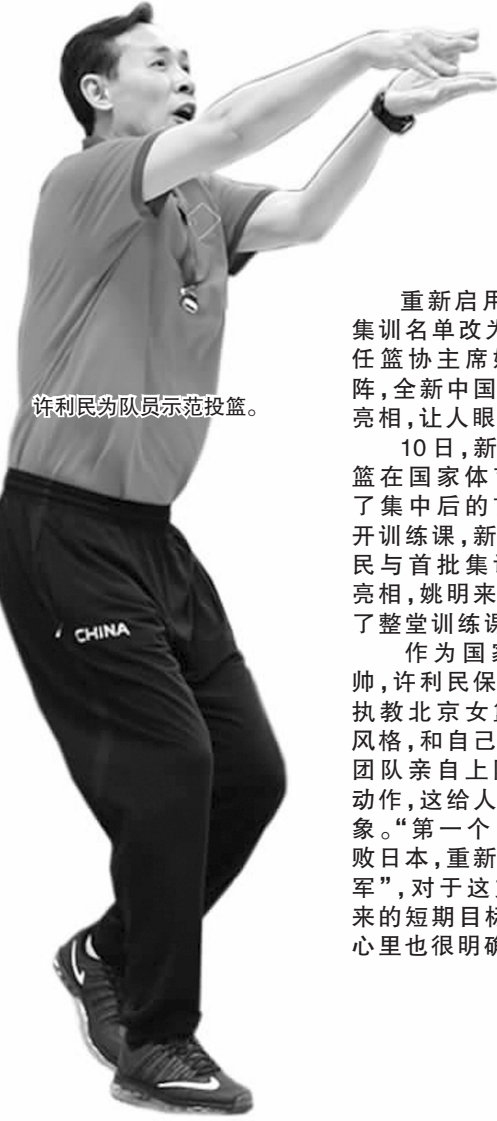 许利民为队员示范投篮。
CHINA
重新启用
集训名单改为
任篮协主席
阵，全新中国
亮相，让人眼
10日，新
篮在国家体
了集中后的
开训练课，新
民与首批集
亮相，姚明来
了整堂训练课
作为国家
帅，许利民保
执教北京女
风格，和自己
团队亲自上
动作，这给人
象。“第一个
败日本，重新
军”，对于这
来的短期目标
心里也很明确